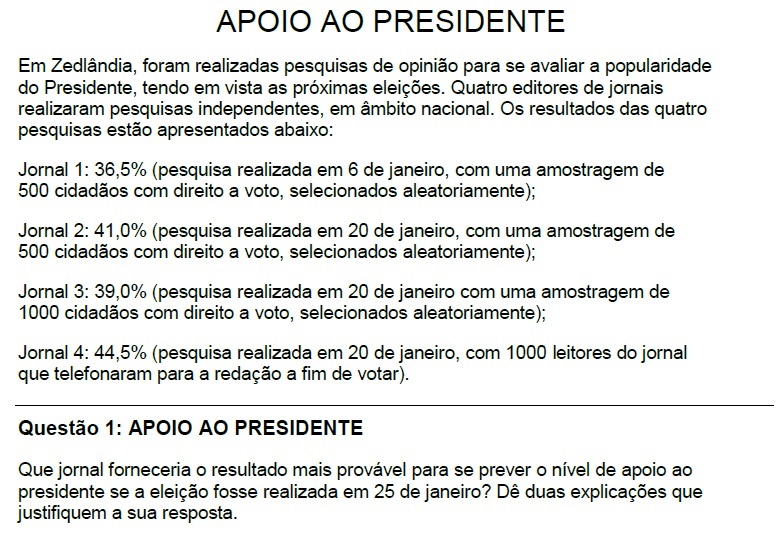 APOIO AO PRESIDENTE
Em Zedlândia, foram realizadas pesquisas de opinião para se avaliar a popularidade
do Presidente, tendo em vista as próximas eleições. Quatro editores de jornais
realizaram pesquisas independentes, em âmbito nacional. Os resultados das quatro
pesquisas estão apresentados abaixo:
Jornal 1: 36,5% (pesquisa realizada em 6 de janeiro, com uma amostragem de
500 cidadãos com direito a voto, selecionados aleatoriamente);
Jornal 2: 41,0% (pesquisa realizada em 20 de janeiro, com uma amostragem de
500 cidadãos com direito a voto, selecionados aleatoriamente);
Jornal 3: 39,0% (pesquisa realizada em 20 de janeiro com uma amostragem de
1000 cidadãos com direito a voto, selecionados aleatoriamente);
Jornal 4: 44,5% (pesquisa realizada em 20 de janeiro, com 1000 leitores do jornal
que telefonaram para a redação a fim de votar).
Questão 1: APOIO AO PRESIDENTE
Que jornal forneceria o resultado mais provável para se prever o nível de apoio ao
presidente se a eleição fosse realizada em 25 de janeiro? Dê duas explicações que
justifiquem a sua resposta.